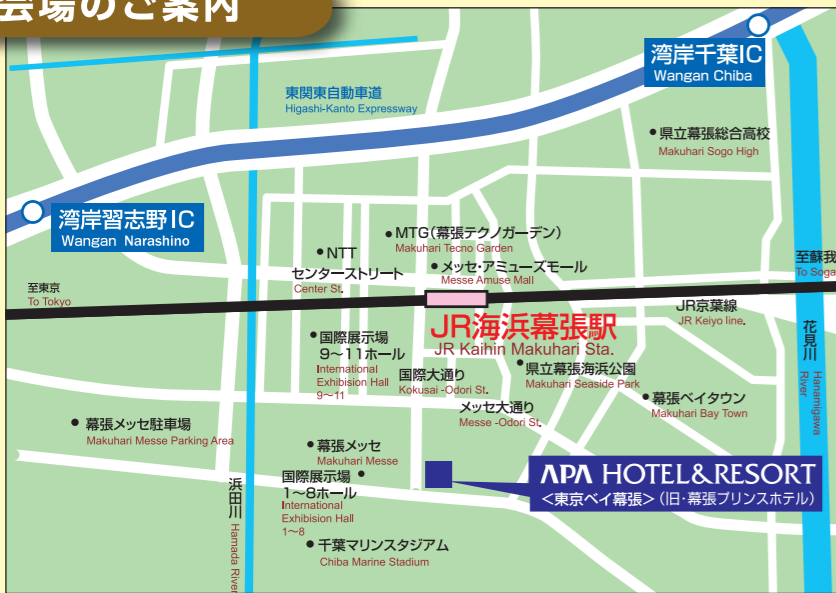 会場のご案内
湾岸千葉IC
Wangan Chiba
東関東自動車道
Higashi-Kanto Expressway
県立幕張総合高校
Makuhari Sogo High
湾岸習志野IC
Wangan Narashino
MTG(幕張テクノガーデン)
Makuhari Tecno Garden
NTT
メッセ・アミューズモール
Messe Amuse Mall
センターストリート
Center St.
至蘇我
To Soga
至東京
To Tokyo
JR京葉線
JR Keiyo line.
JR海浜幕張駅
JR Kaihin Makuhari Sta.
花見川
Hanamigawa
River
国際展示場
9〜11ホール
International
Exhibision Hall
9〜11
国際大通り
Kokusai -Odori St.
県立幕張海浜公園
Makuhari Seaside Park
メッセ大通り
Messe -Odori St.
幕張ベイタウン
Makuhari Bay Town
幕張メッセ駐車場
Makuhari Messe Parking Area
幕張メッセ
Makuhari Messe
国際展示場
1〜8ホール
International
Exhibision Hall
1〜8
APA HOTEL&RESORT
<東京ベイ幕張>(旧・幕張プリンスホテル)
浜田川
Hamada River
千葉マリンスタジアム
Chiba Marine Stadium